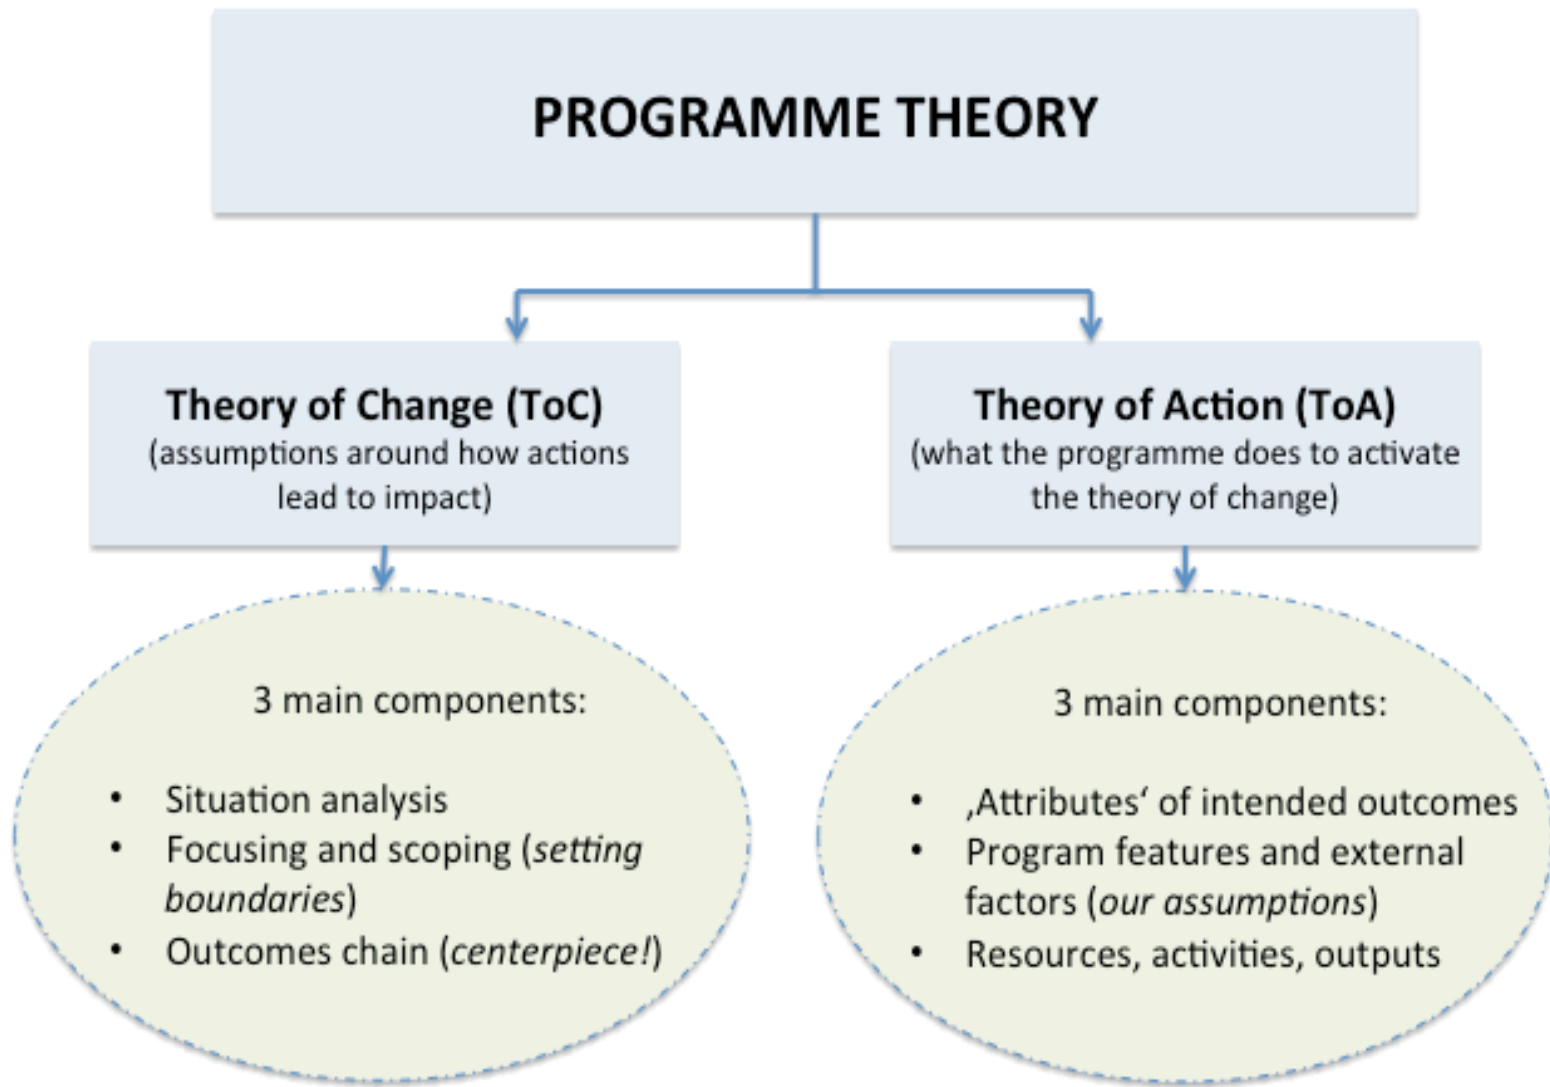 PROGRAMME THEORY
Theory of Change (ToC)
(assumptions around how actions
lead to impact)
Theory of Action (ToA)
(what the programme does to activate
the theory of change)
3 main components:
• Situation analysis
• Focusing and scoping (setting
boundaries)
• Outcomes chain (centerpiece!)
3 main components:
• ‚Attributes‘ of intended outcomes
• Program features and external
factors (our assumptions)
• Resources, activities, outputs